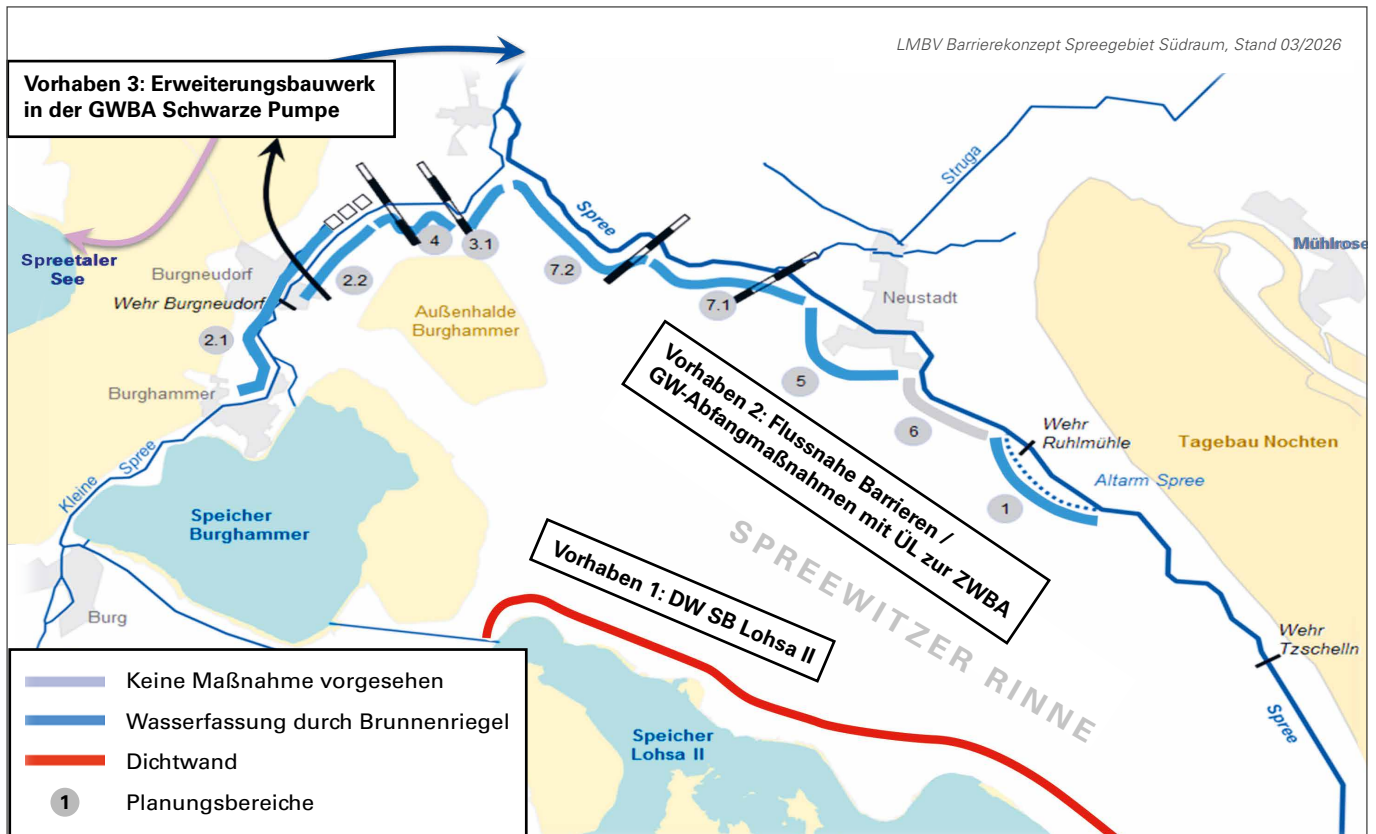 LMBV Barrierekonzept Spreegebiet Südraum, Stand 03/2026
Vorhaben 3: Erweiterungsbauwerk
in der GWBA Schwarze Pumpe
Struga
Spree
Mühlrose
Spreetaler
See
Burgneudorf
Wehr Burgneudorf
2.2
4
3.1
7.2
7.1
Neustadt
Außenhalde
Burghammer
2.1
Burghammer
5
6
Vorhaben 2: Flussnahe Barrieren /
GW-Abfangmaßnahmen mit ÜL zur ZWBA
Wehr
Ruhlmühle
Tagebau Nochten
Altarm Spree
1
Kleine Spree
Speicher
Burghammer
Vorhaben 1: DW SB Lohsa II
SPREEWITZER RINNE
Burg
Wehr
Tzschelln
Spree
Speicher
Lohsa II
Keine Maßnahme vorgesehen
Wasserfassung durch Brunnenriegel
Dichtwand
1 Planungsbereiche